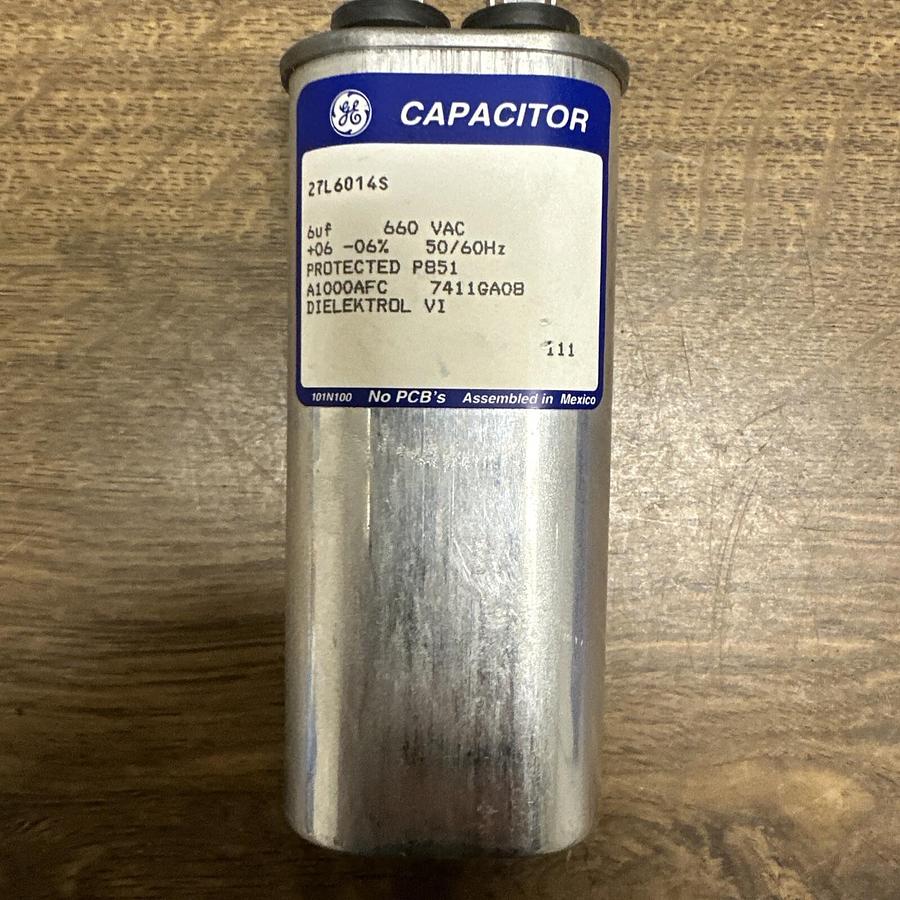 GE CAPACITOR
27L6014S
6uf 660 VAC
+06 -06% 50/60Hz
PROTECTED P851
A1000AFC 7411GA08
DIELEKTROL VI
111
101N100 No PCB's Assembled in Mexico